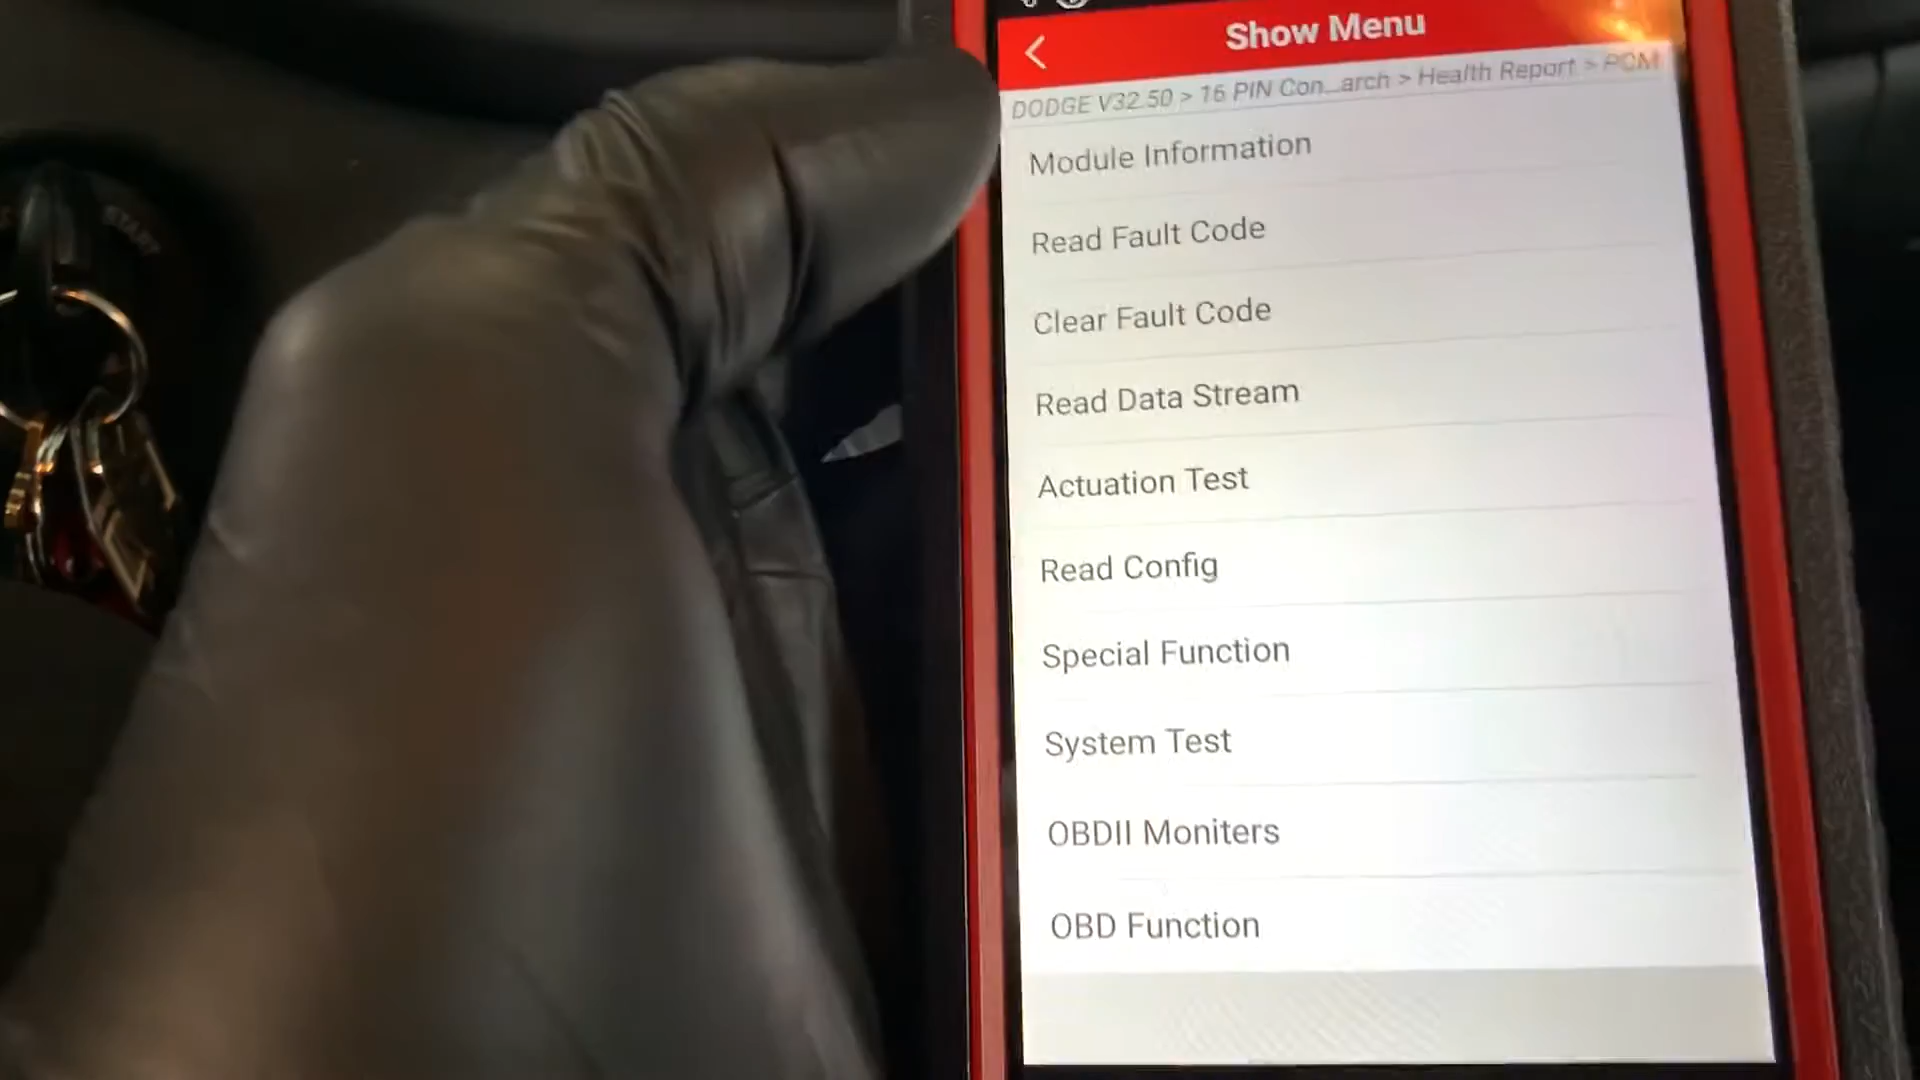 Show Menu
DODGE V32.50 > 16 PIN Con...arch > Health Report > PCM
Module Information
Read Fault Code
Clear Fault Code
Read Data Stream
Actuation Test
Read Config
Special Function
System Test
OBDII Moniters
OBD Function
START